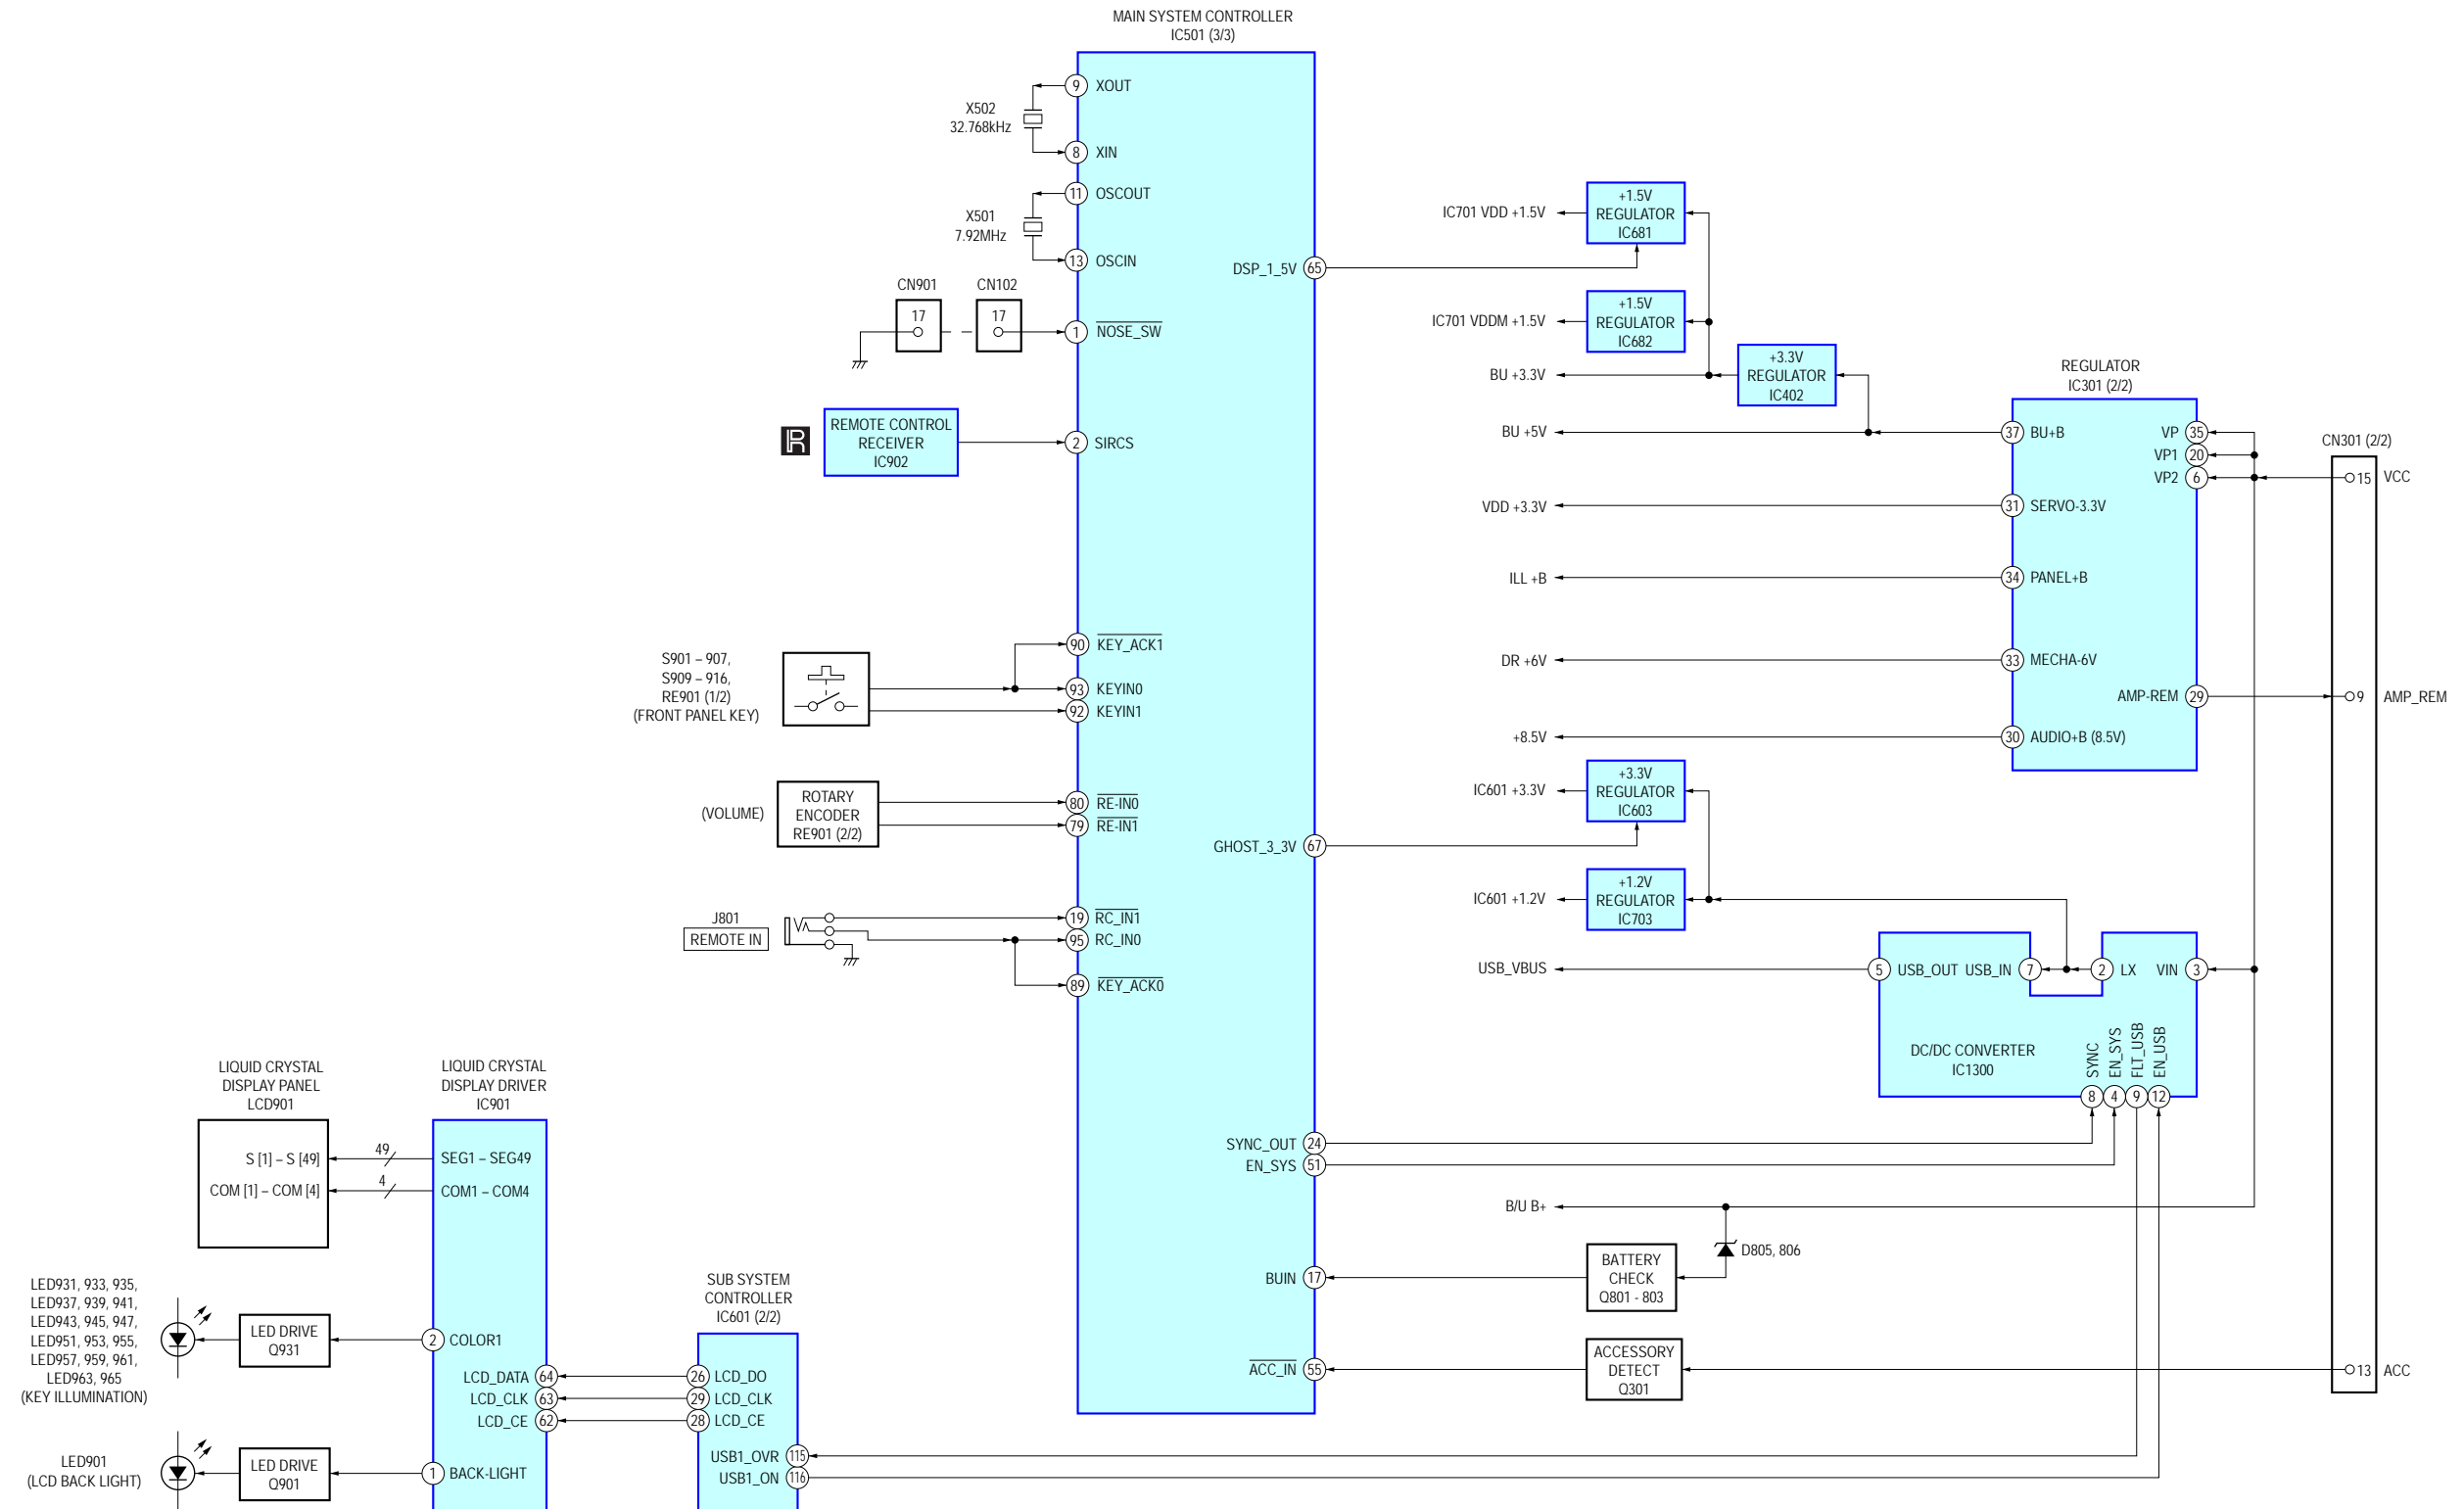 MAIN SYSTEM CONTROLLER
IC501 (3/3)
9 XOUT
X502
32.768kHz
8 XIN
11 OSCOUT
X501
7.92MHz
13 OSCIN
CN901
CN102
17
17
1 NOSE_SW
REMOTE CONTROL
RECEIVER
IC902
R
2 SIRCS
90 KEY_ACK1
S901 – 907,
S909 – 916,
RE901 (1/2)
(FRONT PANEL KEY)
93 KEYIN0
92 KEYIN1
(VOLUME)
ROTARY
ENCODER
RE901 (2/2)
80 RE-IN0
79 RE-IN1
J801
REMOTE IN
19 RC_IN1
95 RC_IN0
89 KEY_ACK0
DSP_1_5V 65
GHOST_3_3V 67
SYNC_OUT 24
EN_SYS 51
BUIN 17
ACC_IN 55
IC701 VDD +1.5V
+1.5V
REGULATOR
IC681
IC701 VDDM +1.5V
+1.5V
REGULATOR
IC682
BU +3.3V
+3.3V
REGULATOR
IC402
BU +5V
VDD +3.3V
ILL +B
DR +6V
+8.5V
REGULATOR
IC301 (2/2)
37 BU+B
31 SERVO-3.3V
34 PANEL+B
33 MECHA-6V
30 AUDIO+B (8.5V)
VP 35
VP1 20
VP2 6
AMP-REM 29
CN301 (2/2)
15 VCC
9 AMP_REM
13 ACC
IC601 +3.3V
+3.3V
REGULATOR
IC603
IC601 +1.2V
+1.2V
REGULATOR
IC703
USB_VBUS
5 USB_OUT USB_IN 7
2 LX VIN 3
DC/DC CONVERTER
IC1300
SYNC
EN_SYS
FLT_USB
EN_USB
8 4 9 12
B/U B+
D805, 806
BATTERY
CHECK
Q801 - 803
ACCESSORY
DETECT
Q301
LIQUID CRYSTAL
DISPLAY PANEL
LCD901
S [1] – S [49]
COM [1] – COM [4]
49
4
LIQUID CRYSTAL
DISPLAY DRIVER
IC901
SEG1 – SEG49
COM1 – COM4
LED931, 933, 935,
LED937, 939, 941,
LED943, 945, 947,
LED951, 953, 955,
LED957, 959, 961,
LED963, 965
(KEY ILLUMINATION)
LED DRIVE
Q931
2 COLOR1
LCD_DATA 64
LCD_CLK 63
LCD_CE 62
LED901
(LCD BACK LIGHT)
LED DRIVE
Q901
1 BACK-LIGHT
SUB SYSTEM
CONTROLLER
IC601 (2/2)
26 LCD_DO
29 LCD_CLK
28 LCD_CE
USB1_OVR 115
USB1_ON 116